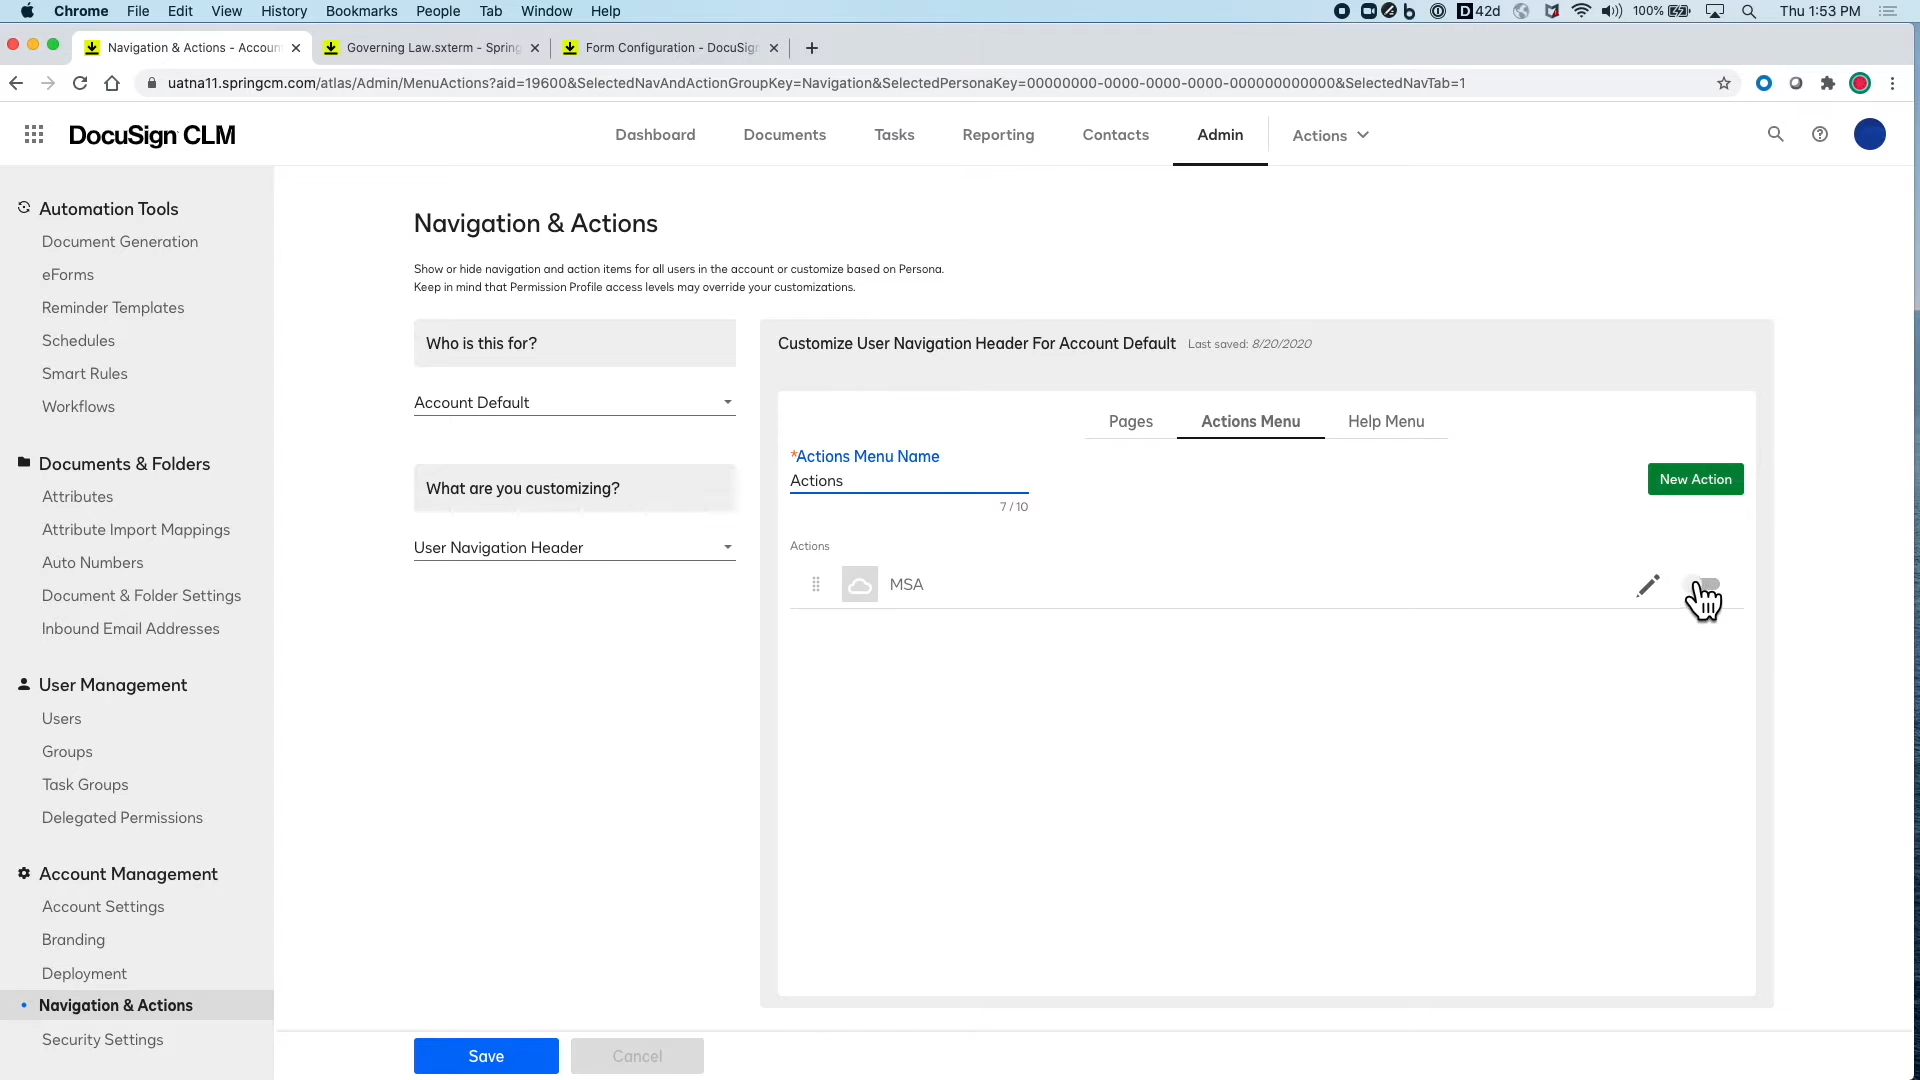 Chrome File Edit View History Bookmarks People Tab Window Help 42d 100% Thu 1:53 PM
Navigation & Actions - Accoun Governing Law.sxterm - Spring Form Configuration - DocuSig
uatna11.springcm.com/atlas/Admin/MenuActions?aid=19600&SelectedNavAndActionGroupKey=Navigation&SelectedPersonaKey=00000000-0000-0000-0000-000000000000&SelectedNavTab=1
DocuSign CLM Dashboard Documents Tasks Reporting Contacts Admin Actions
Automation Tools
Document Generation
eForms
Reminder Templates
Schedules
Smart Rules
Workflows
Documents & Folders
Attributes
Attribute Import Mappings
Auto Numbers
Document & Folder Settings
Inbound Email Addresses
User Management
Users
Groups
Task Groups
Delegated Permissions
Account Management
Account Settings
Branding
Deployment
Navigation & Actions
Security Settings
Navigation & Actions
Show or hide navigation and action items for all users in the account or customize based on Persona.
Keep in mind that Permission Profile access levels may override your customizations.
Who is this for?
Account Default
What are you customizing?
User Navigation Header
Customize User Navigation Header For Account Default Last saved: 8/20/2020
Pages Actions Menu Help Menu
*Actions Menu Name
Actions
7 / 10
New Action
Actions
MSA
Save Cancel